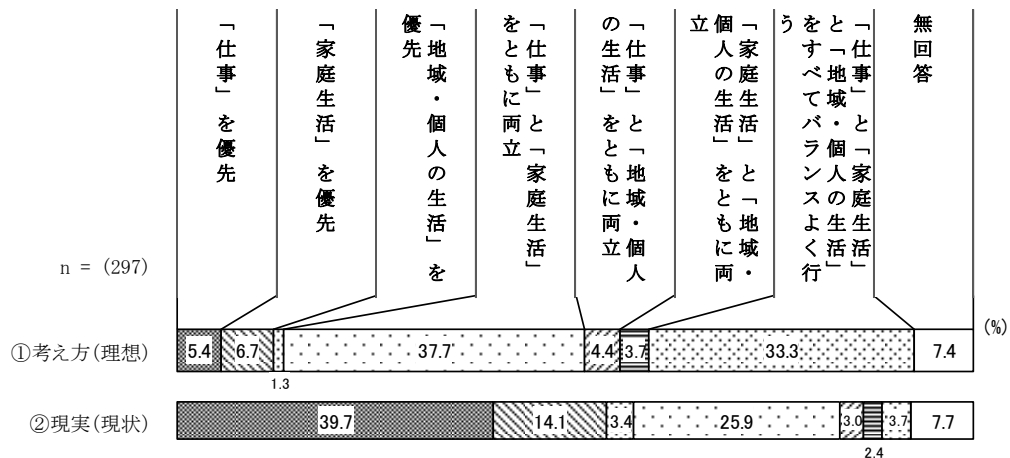 「仕事」を優先
「家庭生活」を優先
「地域・個人の生活」を
優先
「仕事」と「家庭生活」
をともに両立
「仕事」と「地域・個人
の生活」をともに両立
「家庭生活」と「地域・
個人の生活」をともに両
立
「仕事」と「家庭生活」
と「地域・個人の生活」
をすべてバランスよく行
う
無回答
n = (297)
(%)
①考え方(理想)
5.4 6.7 37.7 4.4 3.7 33.3 7.4
1.3
②現実(現状)
39.7 14.1 3.4 25.9 3.0 3.7 7.7
2.4